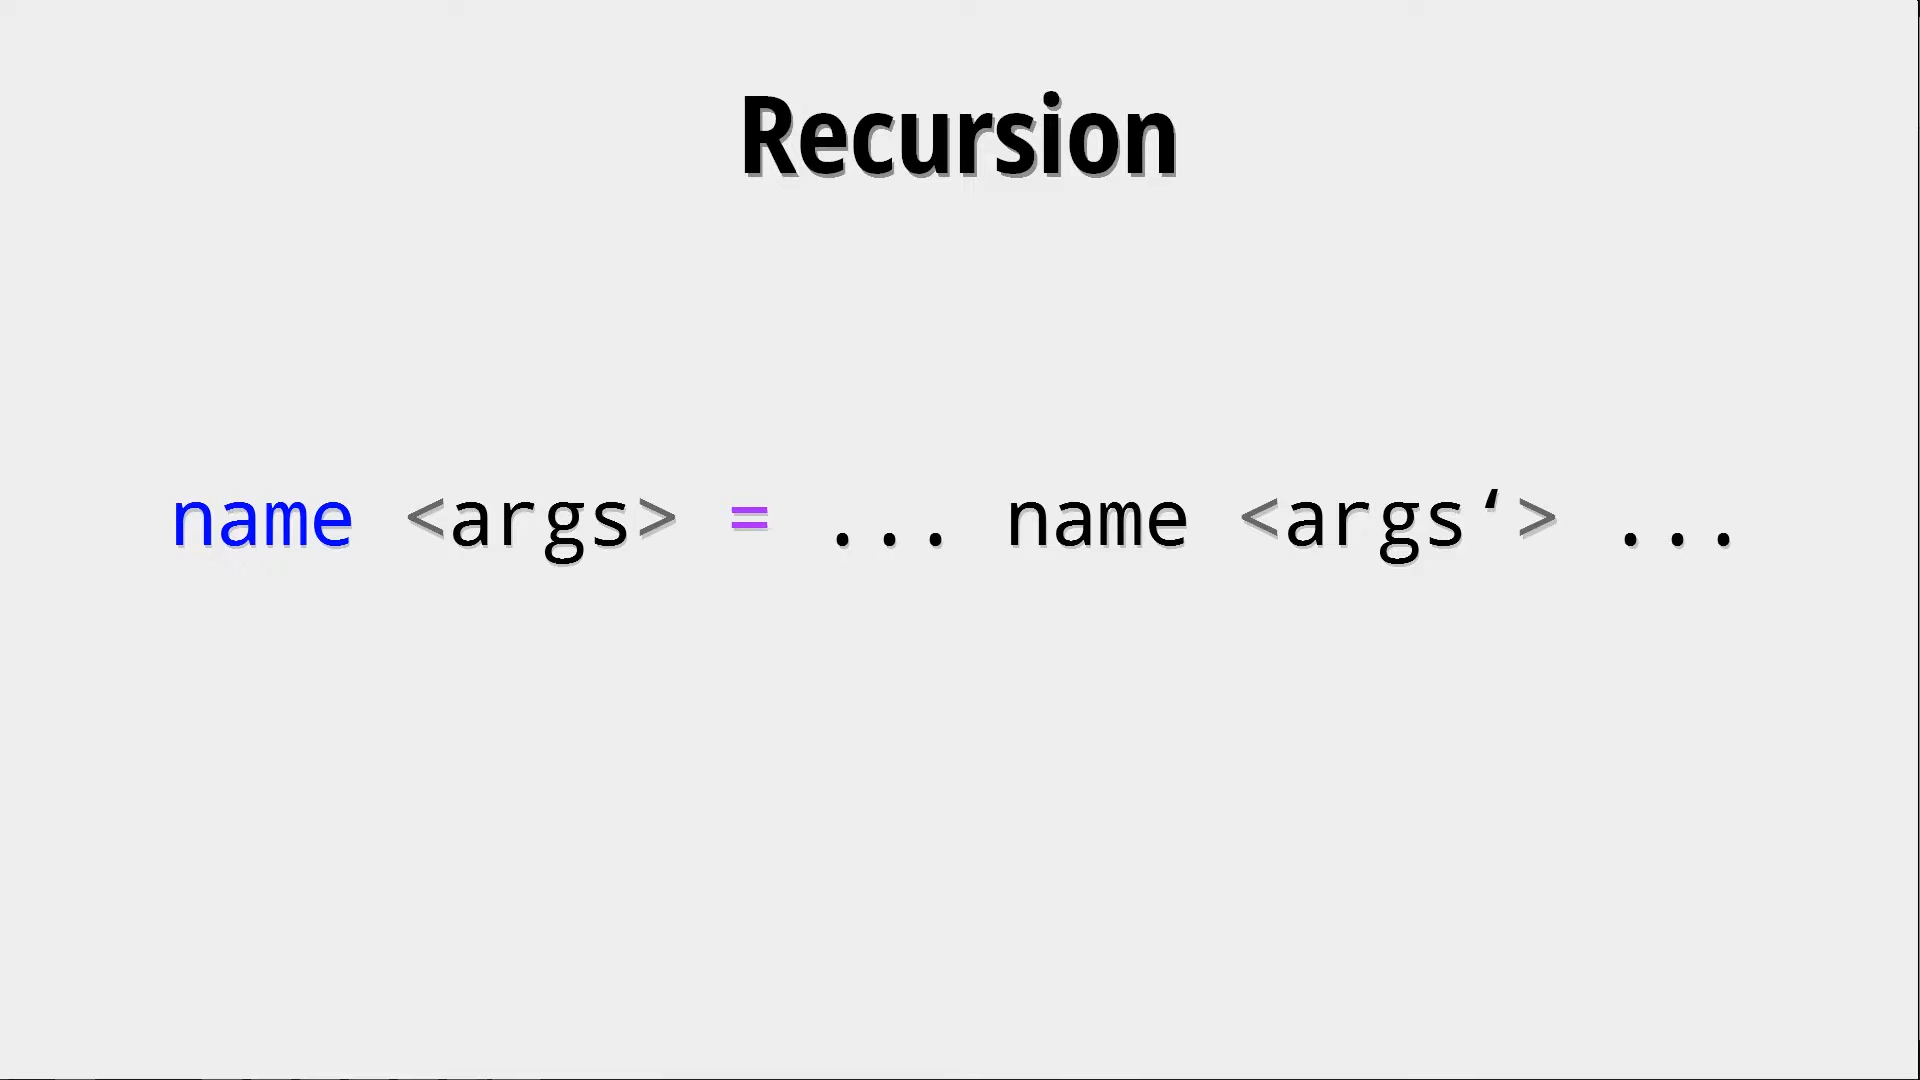 Recursion
name <args> = ... name <args‘> ...